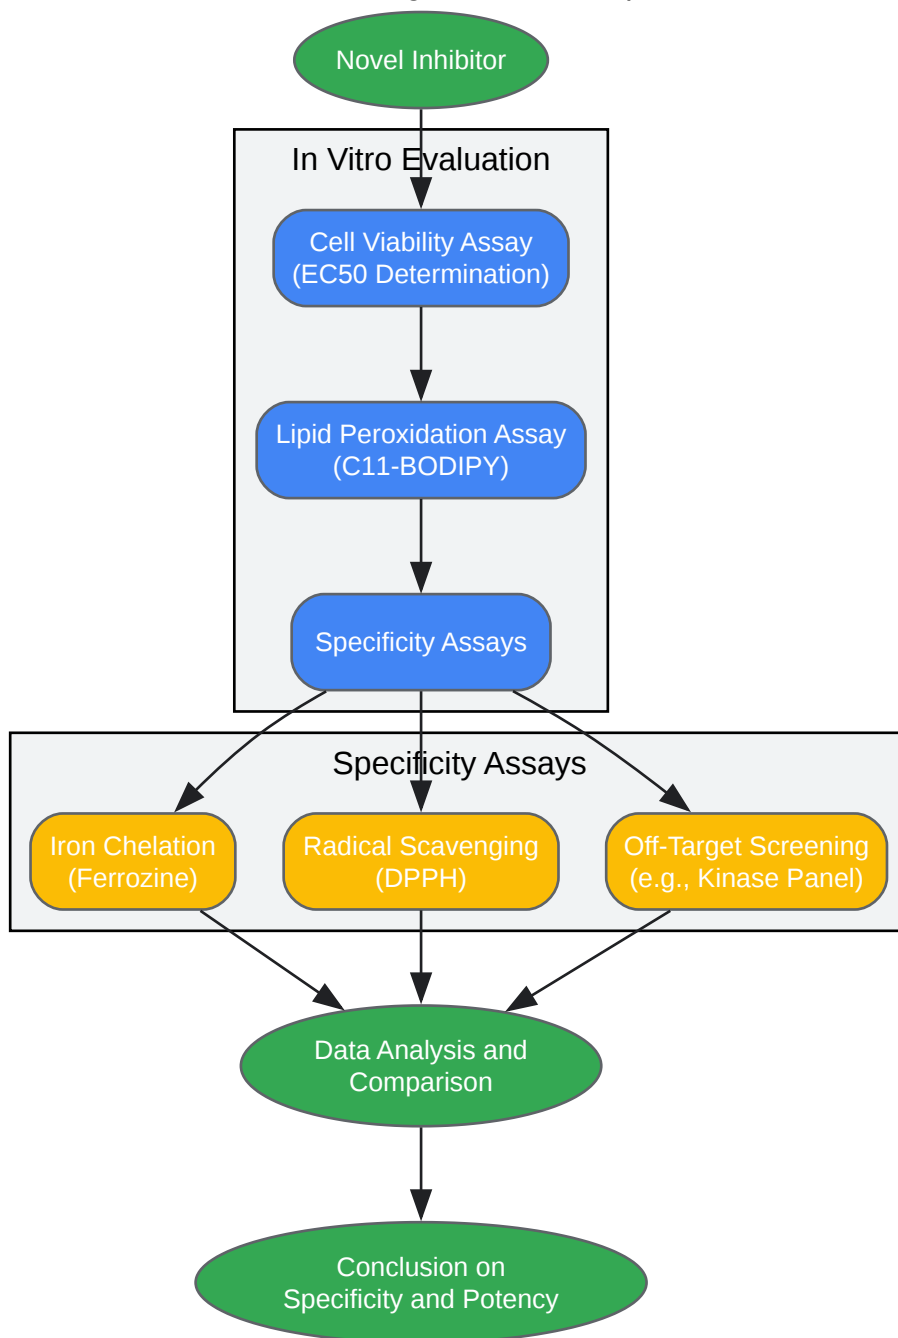 Novel Inhibitor
In Vitro Evaluation
Cell Viability Assay
(EC50 Determination)
Lipid Peroxidation Assay
(C11-BODIPY)
Specificity Assays
Specificity Assays
Iron Chelation
(Ferrozine)
Radical Scavenging
(DPPH)
Off-Target Screening
(e.g., Kinase Panel)
Data Analysis and
Comparison
Conclusion on
Specificity and Potency